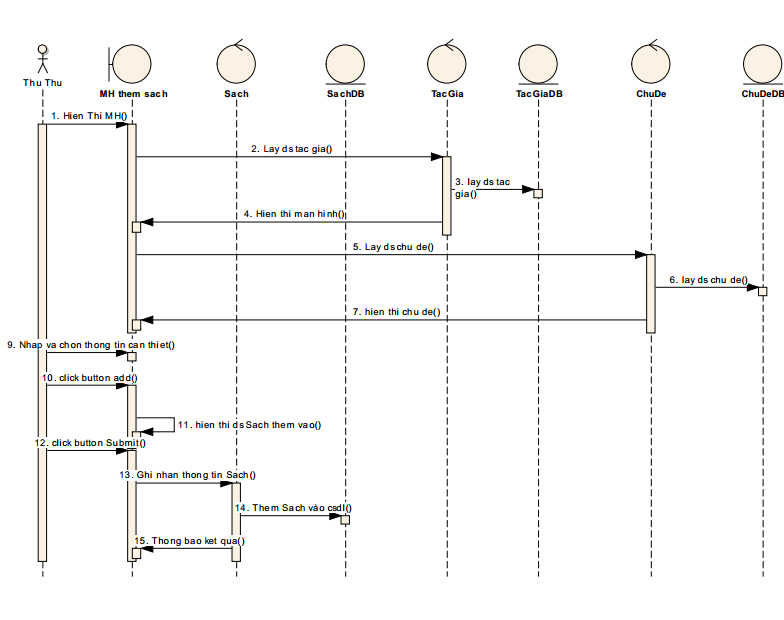 Thu Thu
MH them sach
Sach
SachDB
TacGia
TacGiaDB
ChuDe
ChuDeDB
1. Hien Thi MH()
2. Lay ds tac gia()
3. lay ds tac
gia()
4. Hien thi man hinh()
5. Lay ds chu de()
6. lay ds chu de()
7. hien thi chu de()
9. Nhap va chon thong tin can thiet()
10. click button add()
11. hien thi ds Sach them vao()
12. click button Submit()
13. Ghi nhan thong tin Sach()
14. Them Sach vào csdl()
15. Thong bao ket qua()